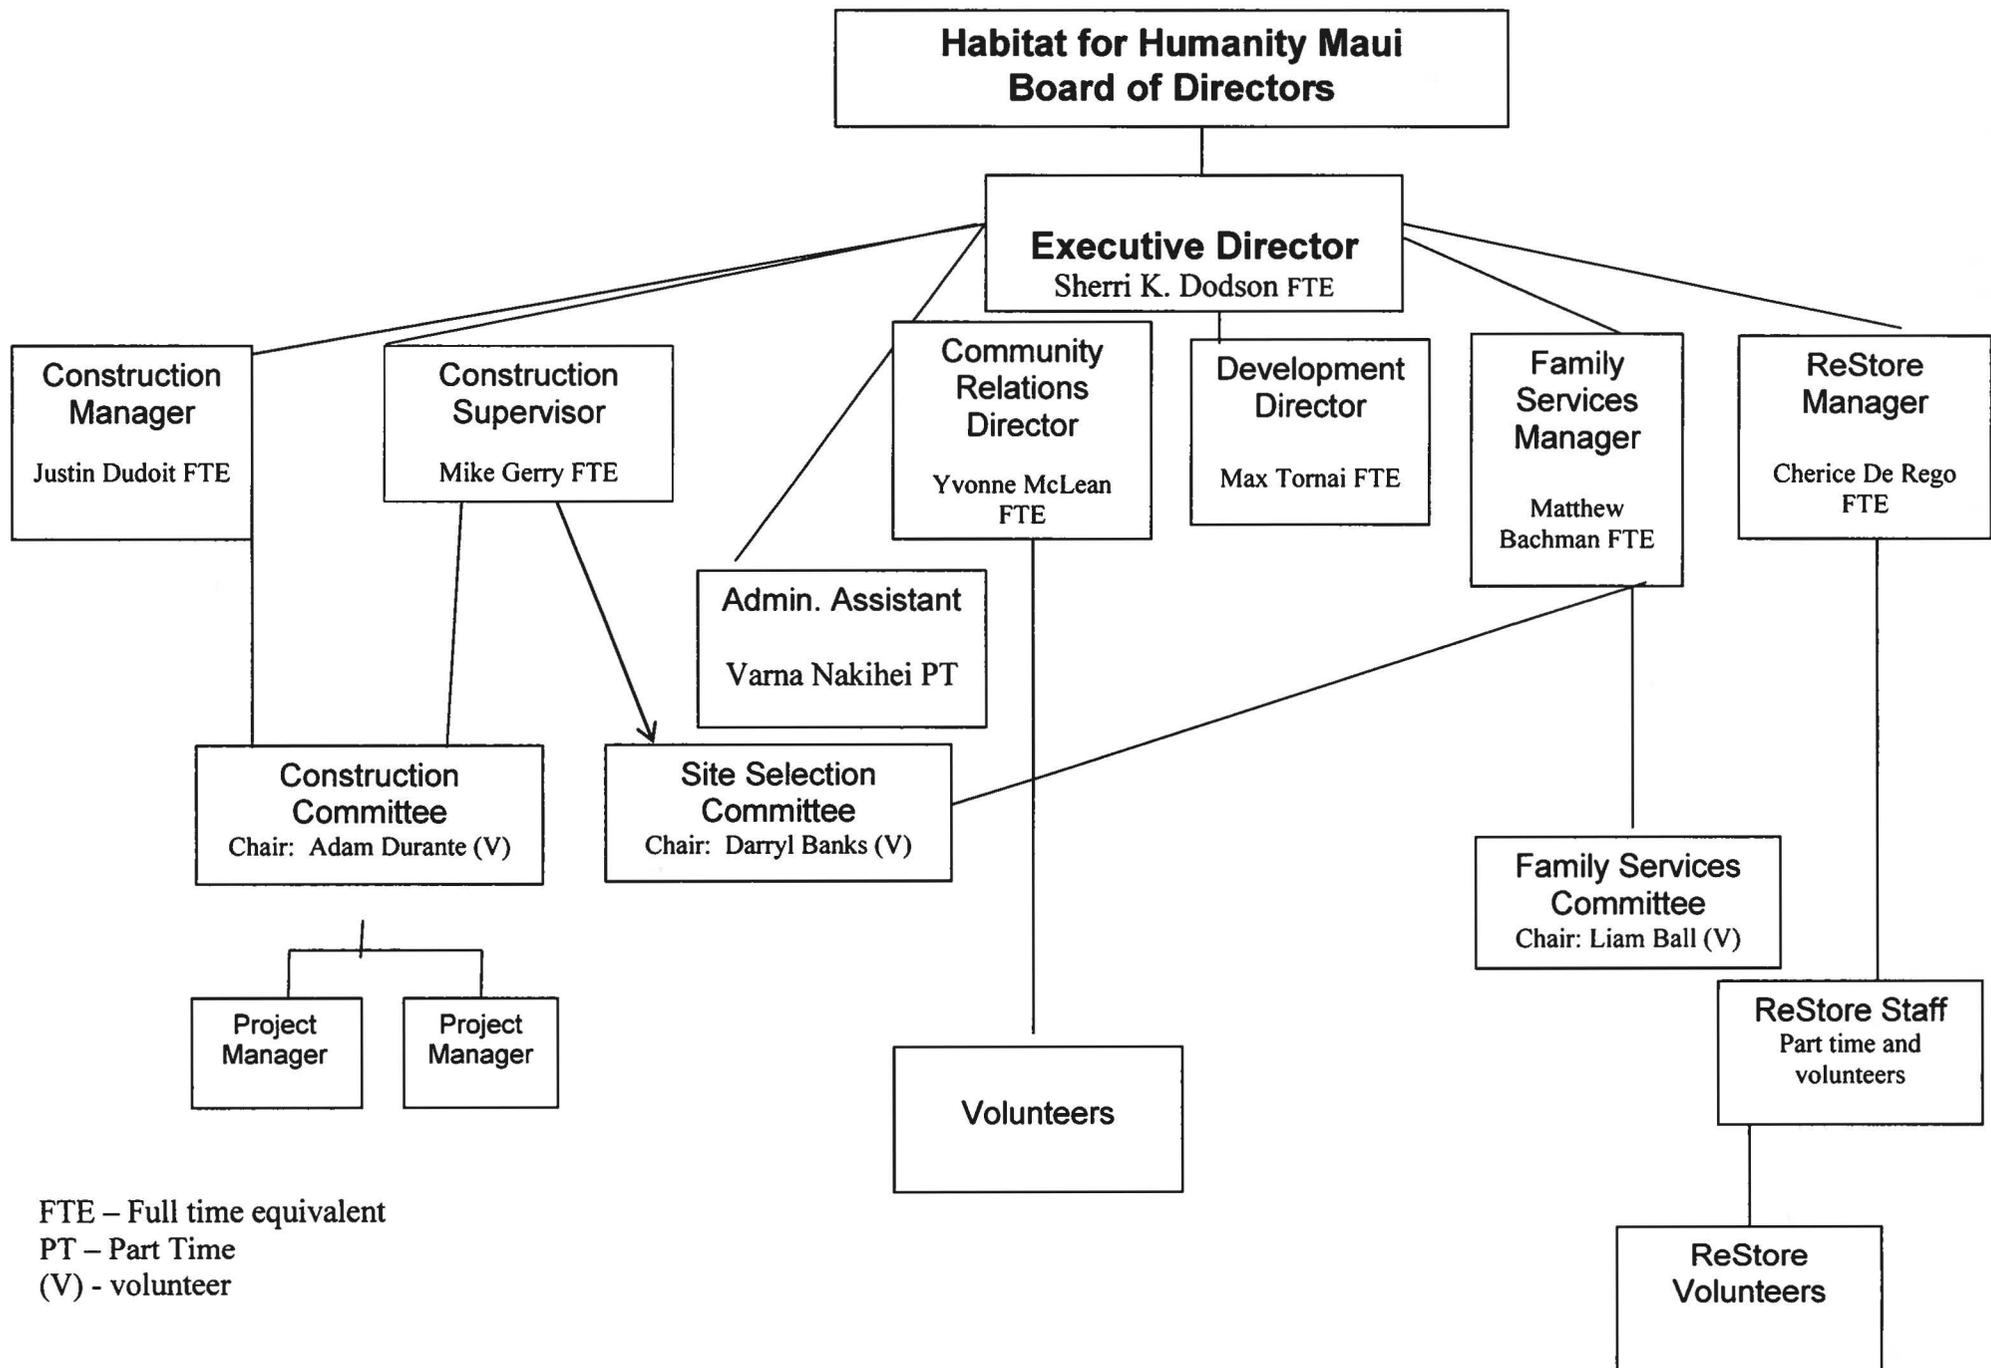 Habitat for Humanity Maui
Board of Directors
Executive Director
Sherri K. Dodson FTE
Construction
Manager
Justin Dudoit FTE
Construction
Supervisor
Mike Gerry FTE
Community
Relations
Director
Yvonne McLean
FTE
Development
Director
Max Tornai FTE
Family
Services
Manager
Matthew
Bachman FTE
ReStore
Manager
Cherice De Rego
FTE
Admin. Assistant
Varna Nakihei PT
Construction
Committee
Chair: Adam Durante (V)
Site Selection
Committee
Chair: Darryl Banks (V)
Family Services
Committee
Chair: Liam Ball (V)
Project
Manager
Project
Manager
Volunteers
ReStore Staff
Part time and
volunteers
ReStore
Volunteers
FTE – Full time equivalent
PT – Part Time
(V) - volunteer